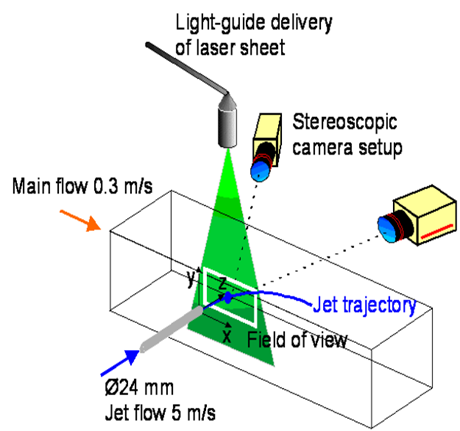 Light-guide delivery
of laser sheet
Stereoscopic
camera setup
Main flow 0.3 m/s
y
z
x
Jet trajectory
Field of view
Ø24 mm
Jet flow 5 m/s